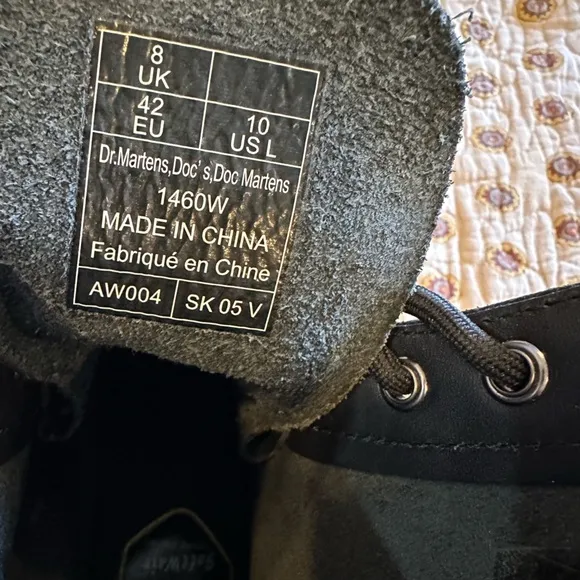 8
UK
42
EU
10
US L
Dr.Martens,Doc's,Doc Martens
1460W
MADE IN CHINA
Fabriqué en Chine
AW004
SK 05 V